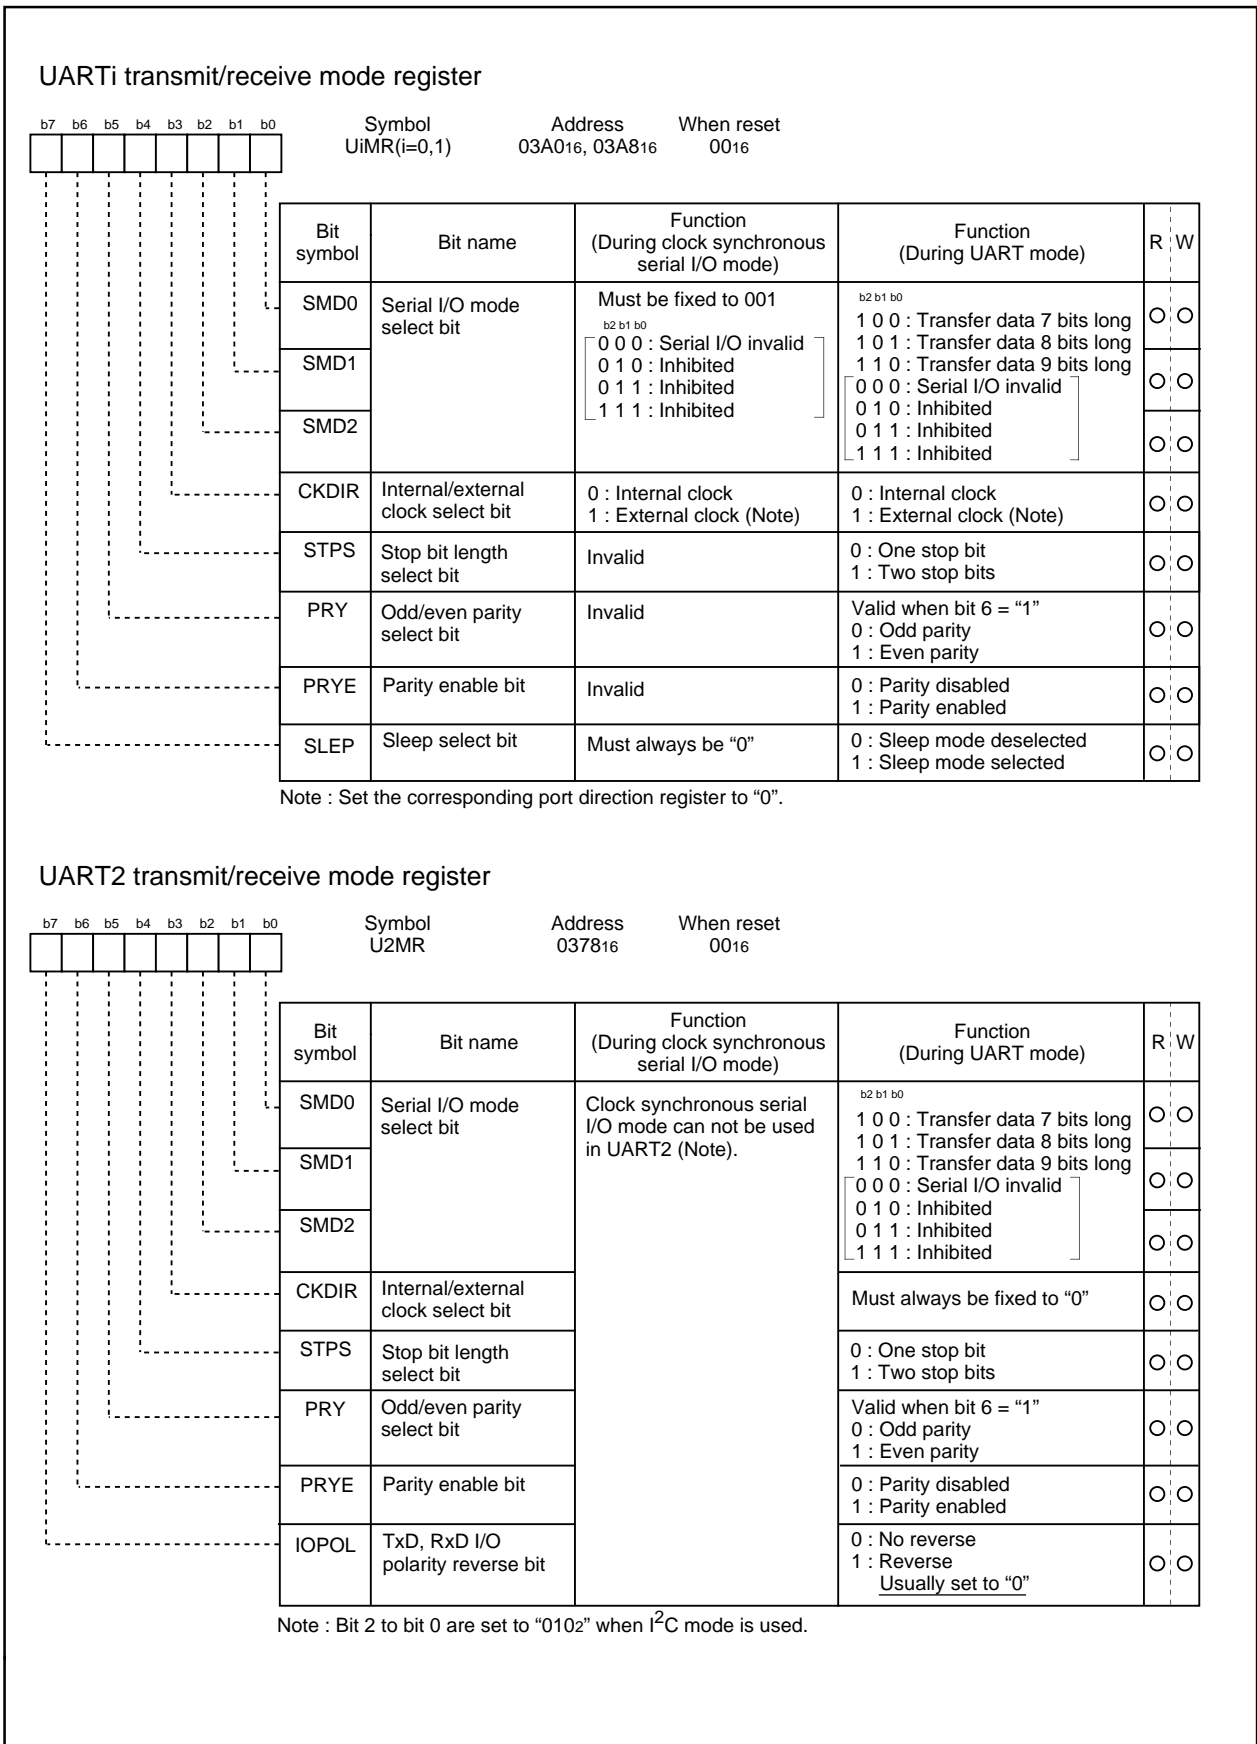 UARTi transmit/receive mode register
b7 b6 b5 b4 b3 b2 b1 b0
Symbol Address When reset
UiMR(i=0,1) 03A016, 03A816 0016
Bit symbol Bit name Function (During clock synchronous serial I/O mode) Function (During UART mode) R W
SMD0 Serial I/O mode select bit
SMD1
SMD2
Must be fixed to 001
b2 b1 b0
0 0 0 : Serial I/O invalid
0 1 0 : Inhibited
0 1 1 : Inhibited
1 1 1 : Inhibited
b2 b1 b0
1 0 0 : Transfer data 7 bits long
1 0 1 : Transfer data 8 bits long
1 1 0 : Transfer data 9 bits long
0 0 0 : Serial I/O invalid
0 1 0 : Inhibited
0 1 1 : Inhibited
1 1 1 : Inhibited
CKDIR Internal/external clock select bit
0 : Internal clock
1 : External clock (Note)
0 : Internal clock
1 : External clock (Note)
STPS Stop bit length select bit
Invalid
0 : One stop bit
1 : Two stop bits
PRY Odd/even parity select bit
Invalid
Valid when bit 6 = “1”
0 : Odd parity
1 : Even parity
PRYE Parity enable bit
Invalid
0 : Parity disabled
1 : Parity enabled
SLEP Sleep select bit
Must always be “0”
0 : Sleep mode deselected
1 : Sleep mode selected
Note : Set the corresponding port direction register to “0”.
UART2 transmit/receive mode register
b7 b6 b5 b4 b3 b2 b1 b0
Symbol Address When reset
U2MR 037816 0016
Bit symbol Bit name Function (During clock synchronous serial I/O mode) Function (During UART mode) R W
SMD0 Serial I/O mode select bit
SMD1
SMD2
Clock synchronous serial
I/O mode can not be used
in UART2 (Note).
b2 b1 b0
1 0 0 : Transfer data 7 bits long
1 0 1 : Transfer data 8 bits long
1 1 0 : Transfer data 9 bits long
0 0 0 : Serial I/O invalid
0 1 0 : Inhibited
0 1 1 : Inhibited
1 1 1 : Inhibited
CKDIR Internal/external clock select bit
Must always be fixed to “0”
STPS Stop bit length select bit
0 : One stop bit
1 : Two stop bits
PRY Odd/even parity select bit
Valid when bit 6 = “1”
0 : Odd parity
1 : Even parity
PRYE Parity enable bit
0 : Parity disabled
1 : Parity enabled
IOPOL TxD, RxD I/O polarity reverse bit
0 : No reverse
1 : Reverse
Usually set to “0”
Note : Bit 2 to bit 0 are set to “0102” when I2C mode is used.